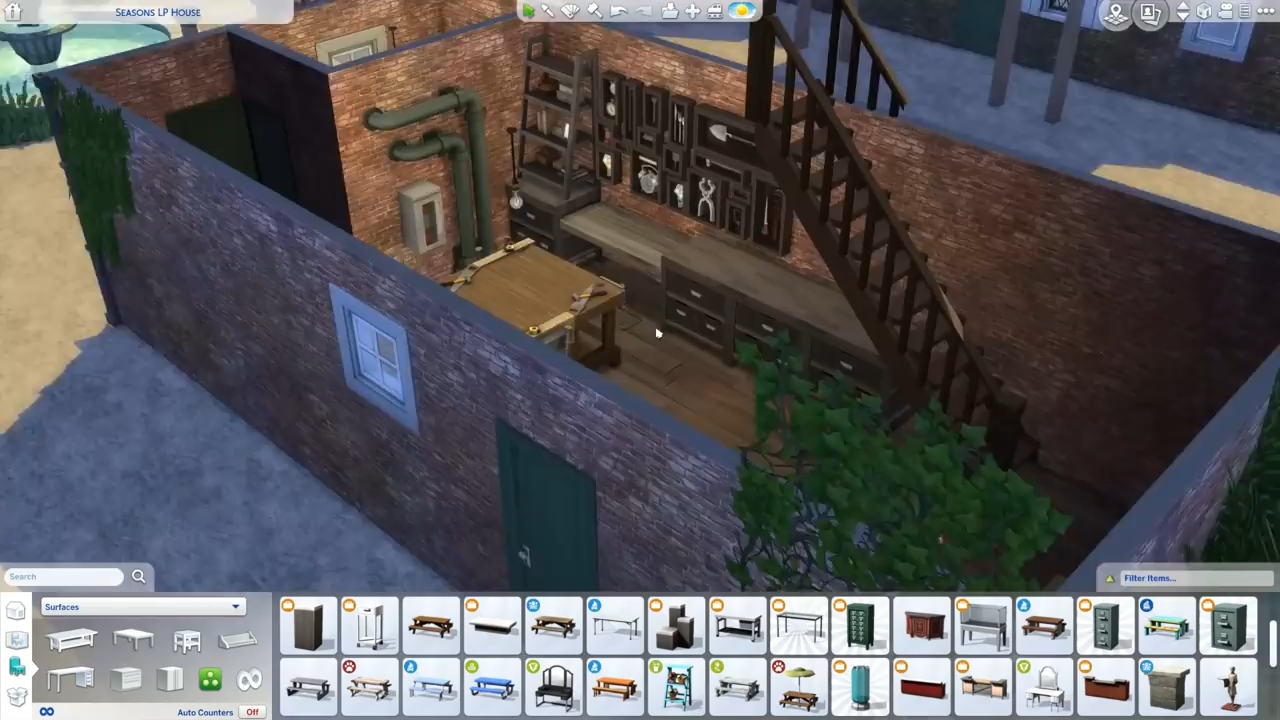 Seasons LP House
Search
Filter Items...
Surfaces
Auto Counters
Off